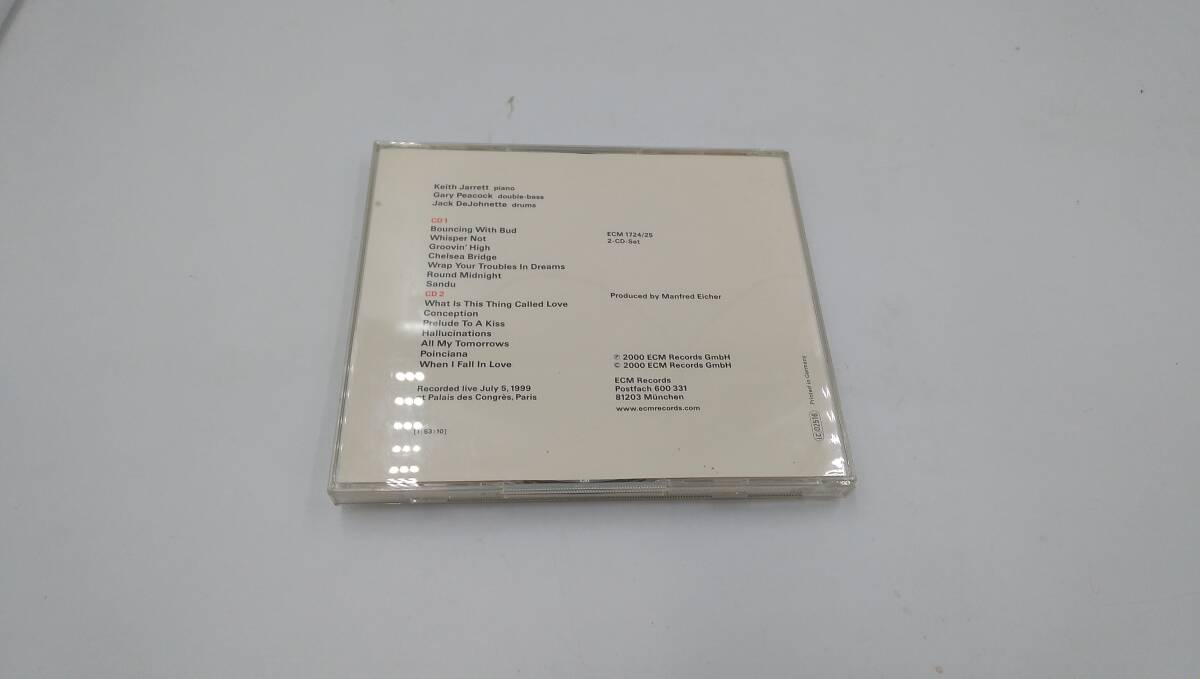 Keith Jarrett piano
Gary Peacock double-bass
Jack DeJohnette drums
CD 1
Bouncing With Bud
Whisper Not
Groovin' High
Chelsea Bridge
Wrap Your Troubles In Dreams
Round Midnight
Sandu
CD 2
What Is This Thing Called Love
Conception
Prelude To A Kiss
Hallucinations
All My Tomorrows
Poinciana
When I Fall In Love
Recorded live July 5, 1999
at Palais des Congrès, Paris
ECM 1724/25
2-CD-Set
Produced by Manfred Eicher
℗ 2000 ECM Records GmbH
© 2000 ECM Records GmbH
ECM Records
Postfach 600 331
81203 München
www.ecmrecords.com
Printed in Germany
LC 02516